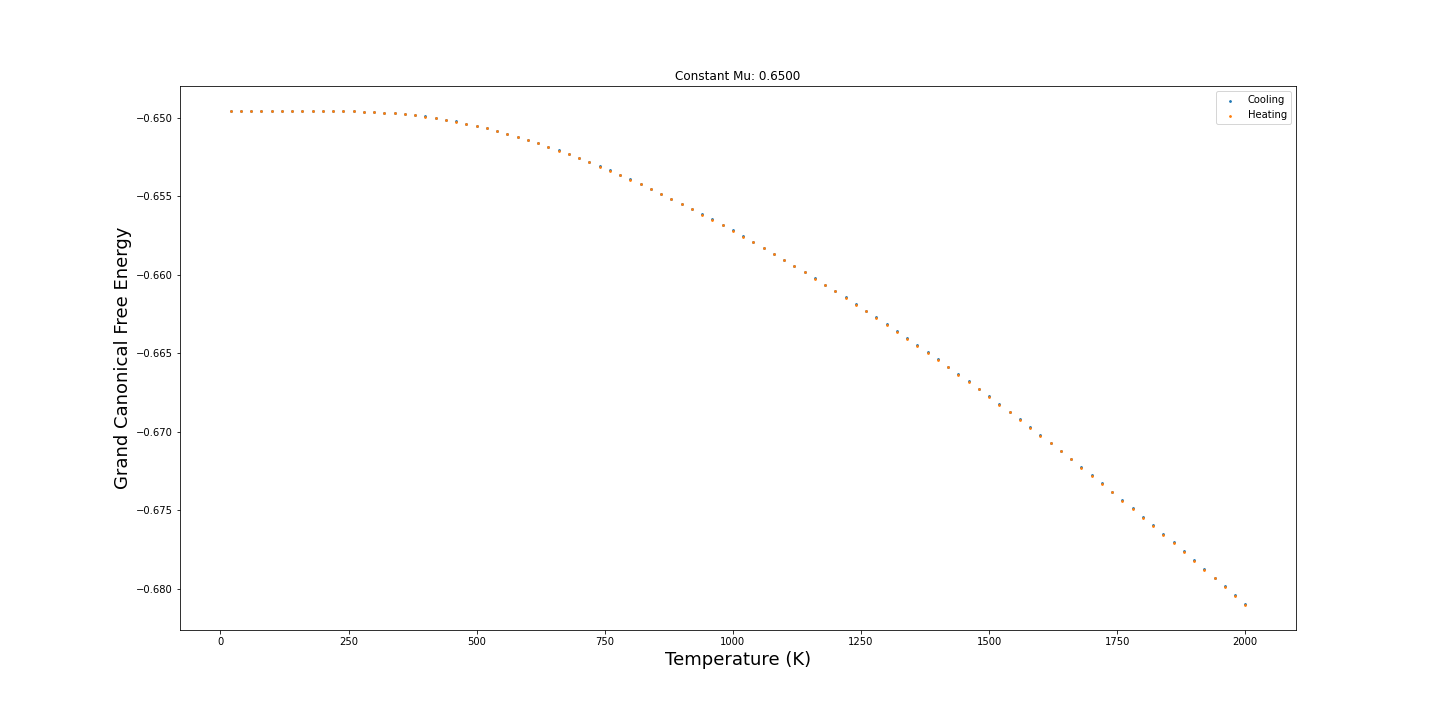 Constant Mu: 0.6500
Cooling
Heating
Grand Canonical Free Energy
−0.650
−0.655
−0.660
−0.665
−0.670
−0.675
−0.680
0 250 500 750 1000 1250 1500 1750 2000
Temperature (K)